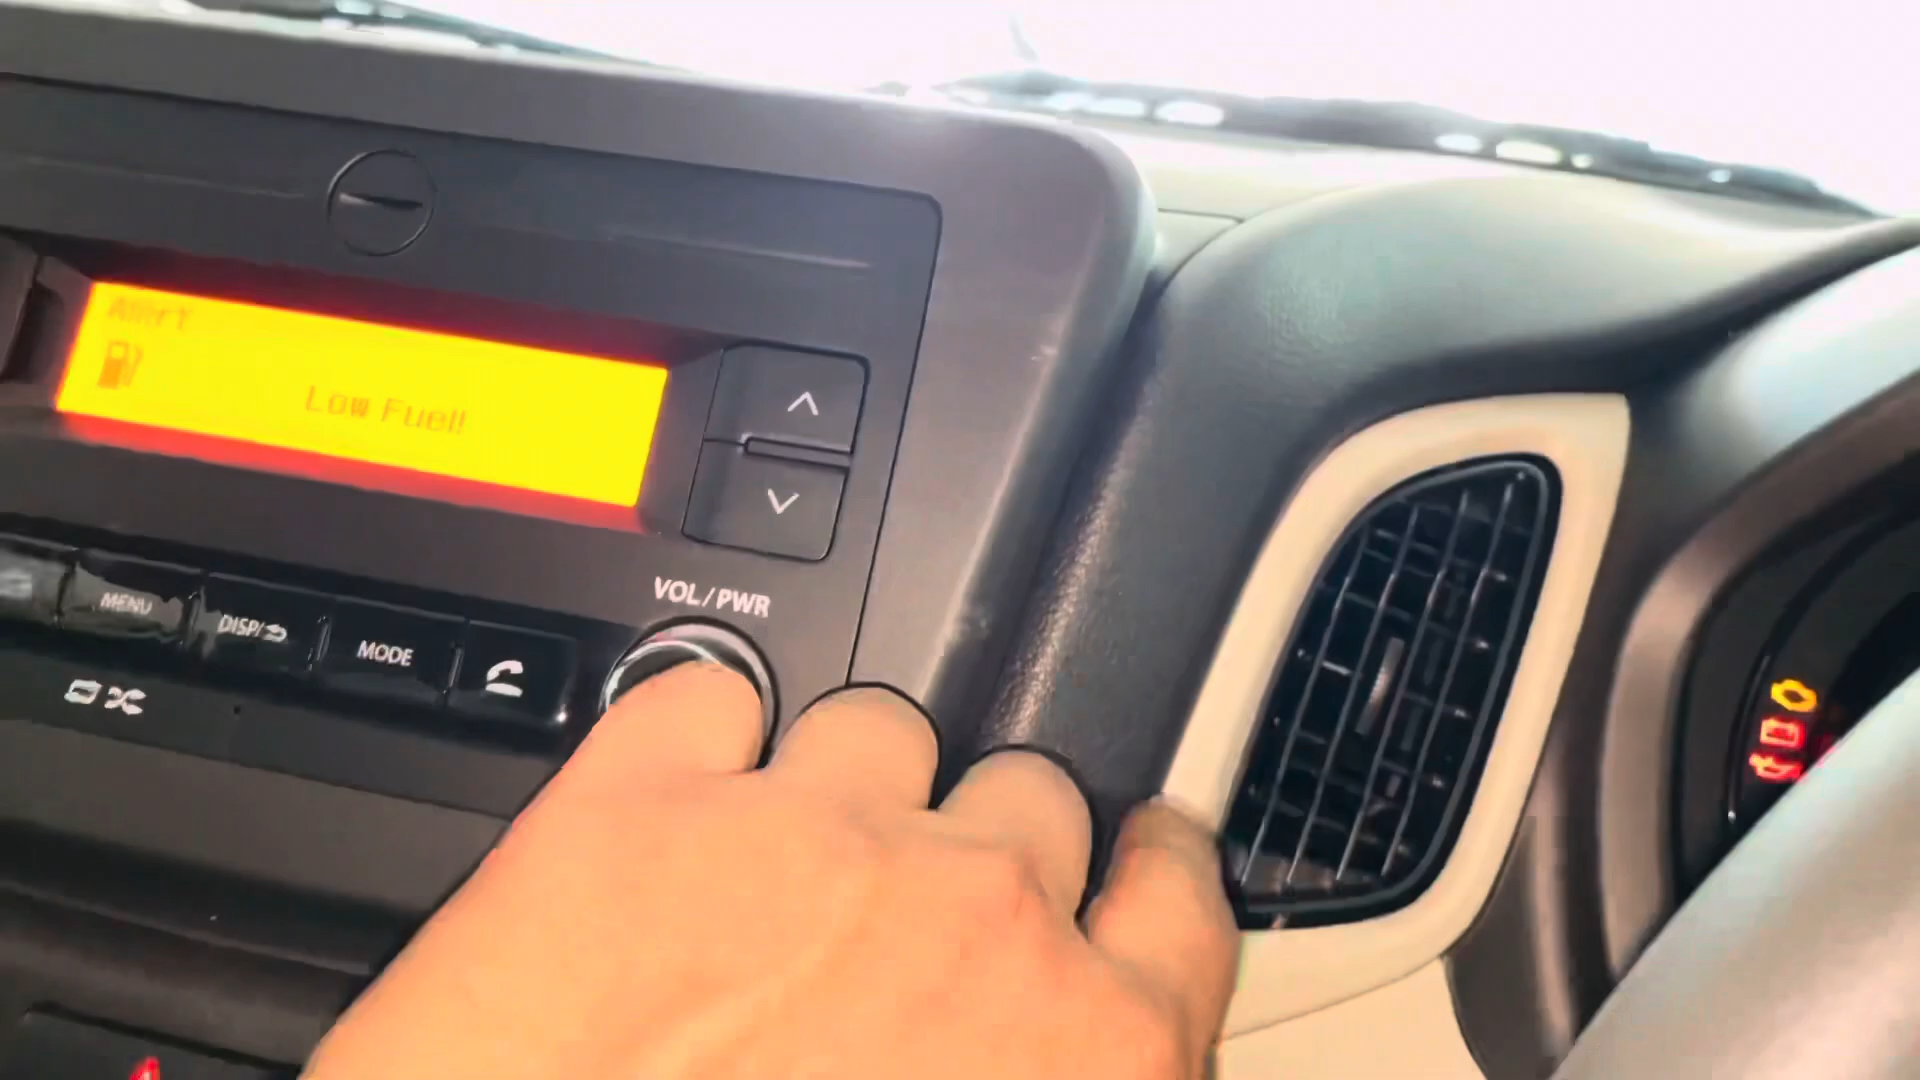 Alert
Low Fuel!
VOL/PWR
MENU
DISP/
MODE